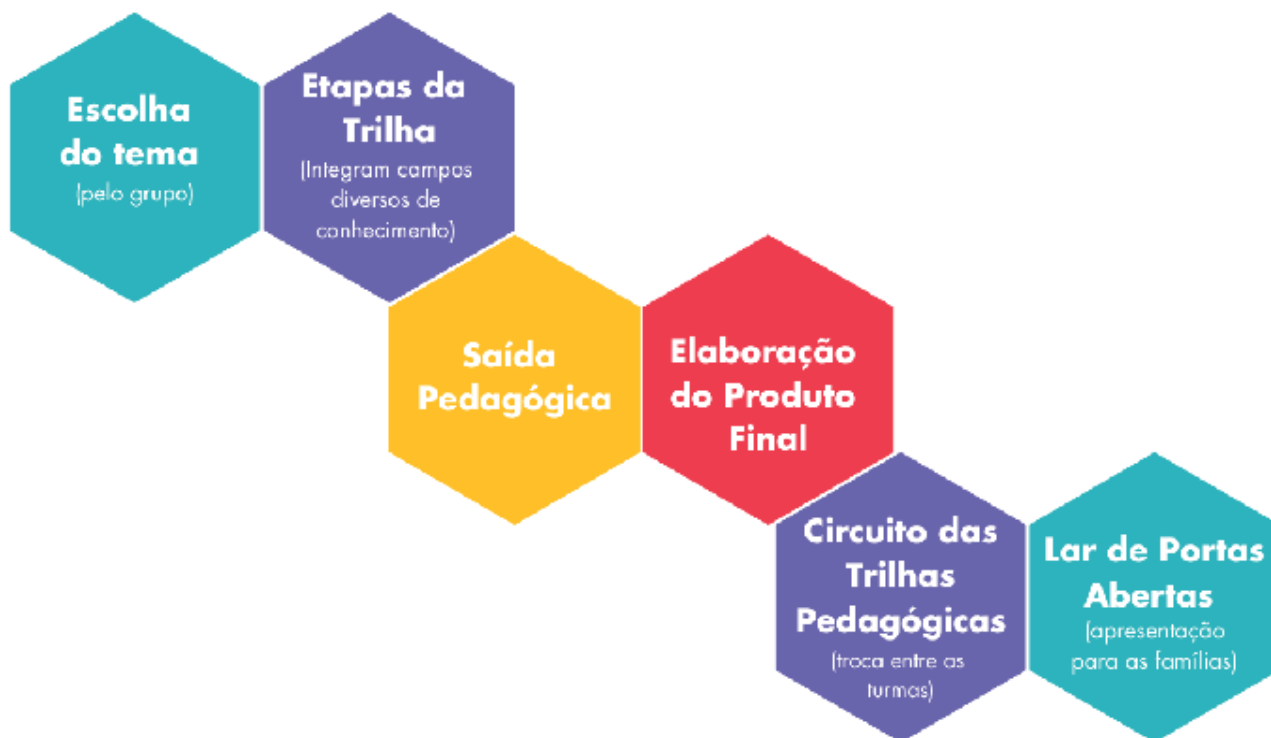 Escolha
do tema
(pelo grupo)
Etapas da
Trilha
(Integram campos
diversos de
conhecimento)
Saída
Pedagógica
Elaboração
do Produto
Final
Circuito das
Trilhas
Pedagógicas
(troca entre as
turmas)
Lar de Portas
Abertas
(apresentação
para as famílias)